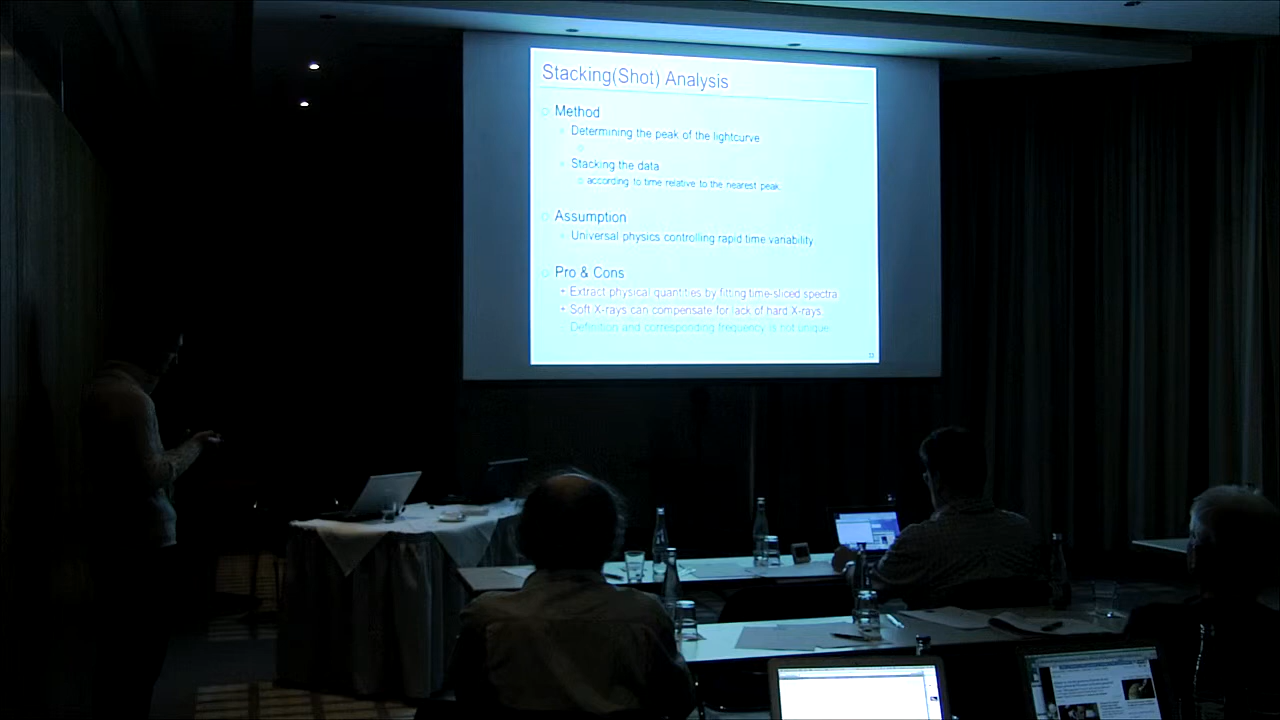 Stacking(Shot) Analysis
Method
Determining the peak of the lightcurve
Stacking the data
according to time relative to the nearest peak
Assumption
Universal physics controlling rapid time variability
Pro & Cons
+ Extract physical quantities by fitting time-sliced spectra
+ Soft X-rays can compensate for lack of hard X-rays
- Definition and corresponding frequency is not unique